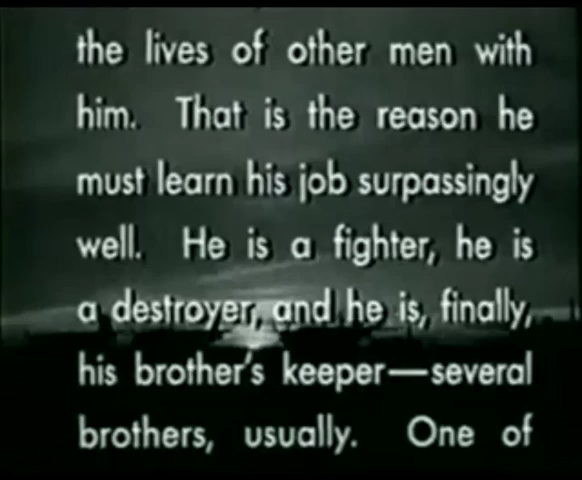 the lives of other men with
him. That is the reason he
must learn his job surpassingly
well. He is a fighter, he is
a destroyer, and he is, finally,
his brother's keeper—several
brothers, usually. One of